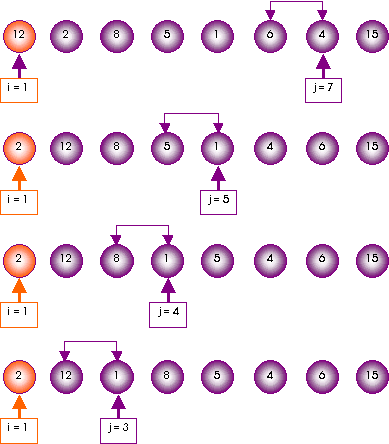 12 2 8 5 1 6 4 15
i = 1 j = 7
2 12 8 5 1 4 6 15
i = 1 j = 5
2 12 8 1 5 4 6 15
i = 1 j = 4
2 12 1 8 5 4 6 15
i = 1 j = 3